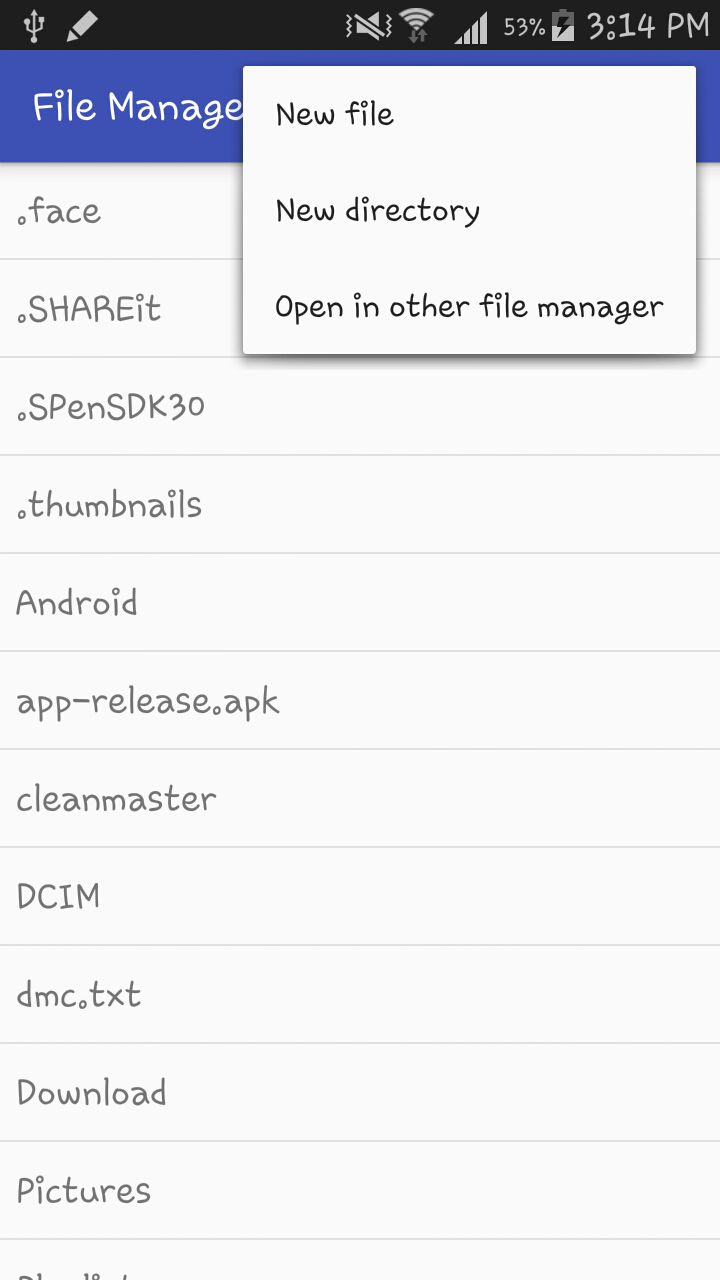 53% 3:14 PM
File Manage
New file
New directory
Open in other file manager
.face
.SHAREit
.SPenSDK30
.thumbnails
Android
app-release.apk
cleanmaster
DCIM
dmc.txt
Download
Pictures